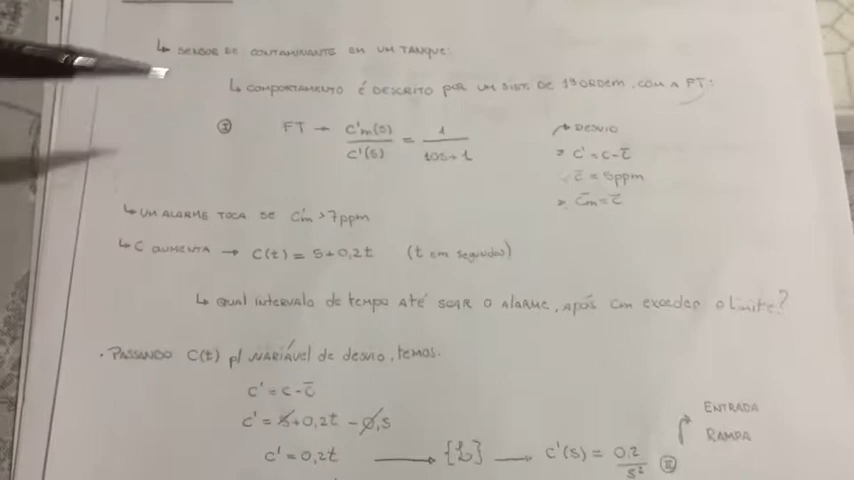 ↳ SENSOR DE CONTAMINANTE EM UM TANQUE:
↳ COMPORTAMENTO É DESCRITO POR UM SIST. DE 1ª ORDEM, COM A FT:
I FT → C'm(s)/C'(s) = 1/10s+1
DESVIO
C' = C - C̄
C̄ = 5ppm
C̄m = C̄
↳ UM ALARME TOCA SE C'm > 7ppm
↳ C AUMENTA → C(t) = 5+0,2t (t em segundos)
↳ QUAL INTERVALO de tempo ATÉ SOAR O ALARME, APÓS Cm exceder o limite?
. PASSANDO C(t) p/ VARIÁVEL de desvio, temos.
C' = C - C̄
C' = 5+0,2t - 0,5
C' = 0,2t → {L} → C'(s) = 0,2/s² II
ENTRADA
RAMPA